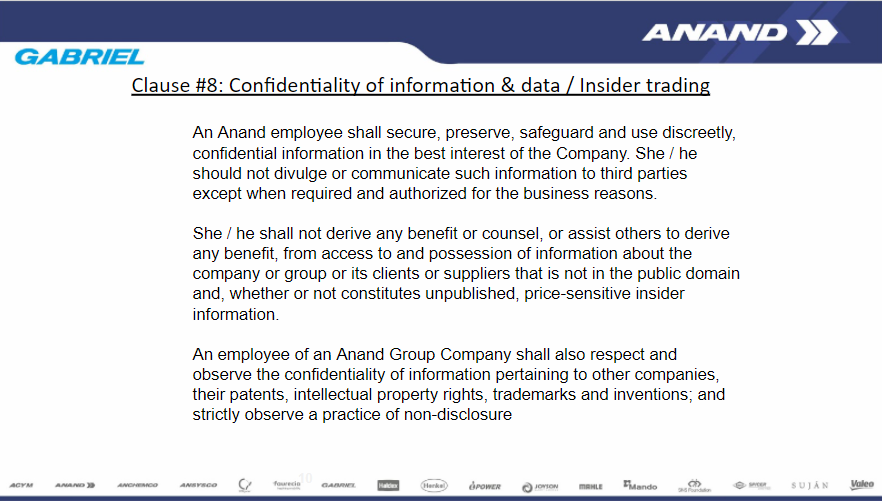 ANAND
GABRIEL
Clause #8: Confidentiality of information & data / Insider trading
An Anand employee shall secure, preserve, safeguard and use discreetly,
confidential information in the best interest of the Company. She / he
should not divulge or communicate such information to third parties
except when required and authorized for the business reasons.
She / he shall not derive any benefit or counsel, or assist others to derive
any benefit, from access to and possession of information about the
company or group or its clients or suppliers that is not in the public domain
and, whether or not constitutes unpublished, price-sensitive insider
information.
An employee of an Anand Group Company shall also respect and
observe the confidentiality of information pertaining to other companies,
their patents, intellectual property rights, trademarks and inventions; and
strictly observe a practice of non-disclosure
10
ACYM ANAND ANCHEMCO ANSYSCO faurecia GABRIEL Haldex Henkel POWER JOYSON MAHLE Mando SNS Foundation SUJÁN Valeo